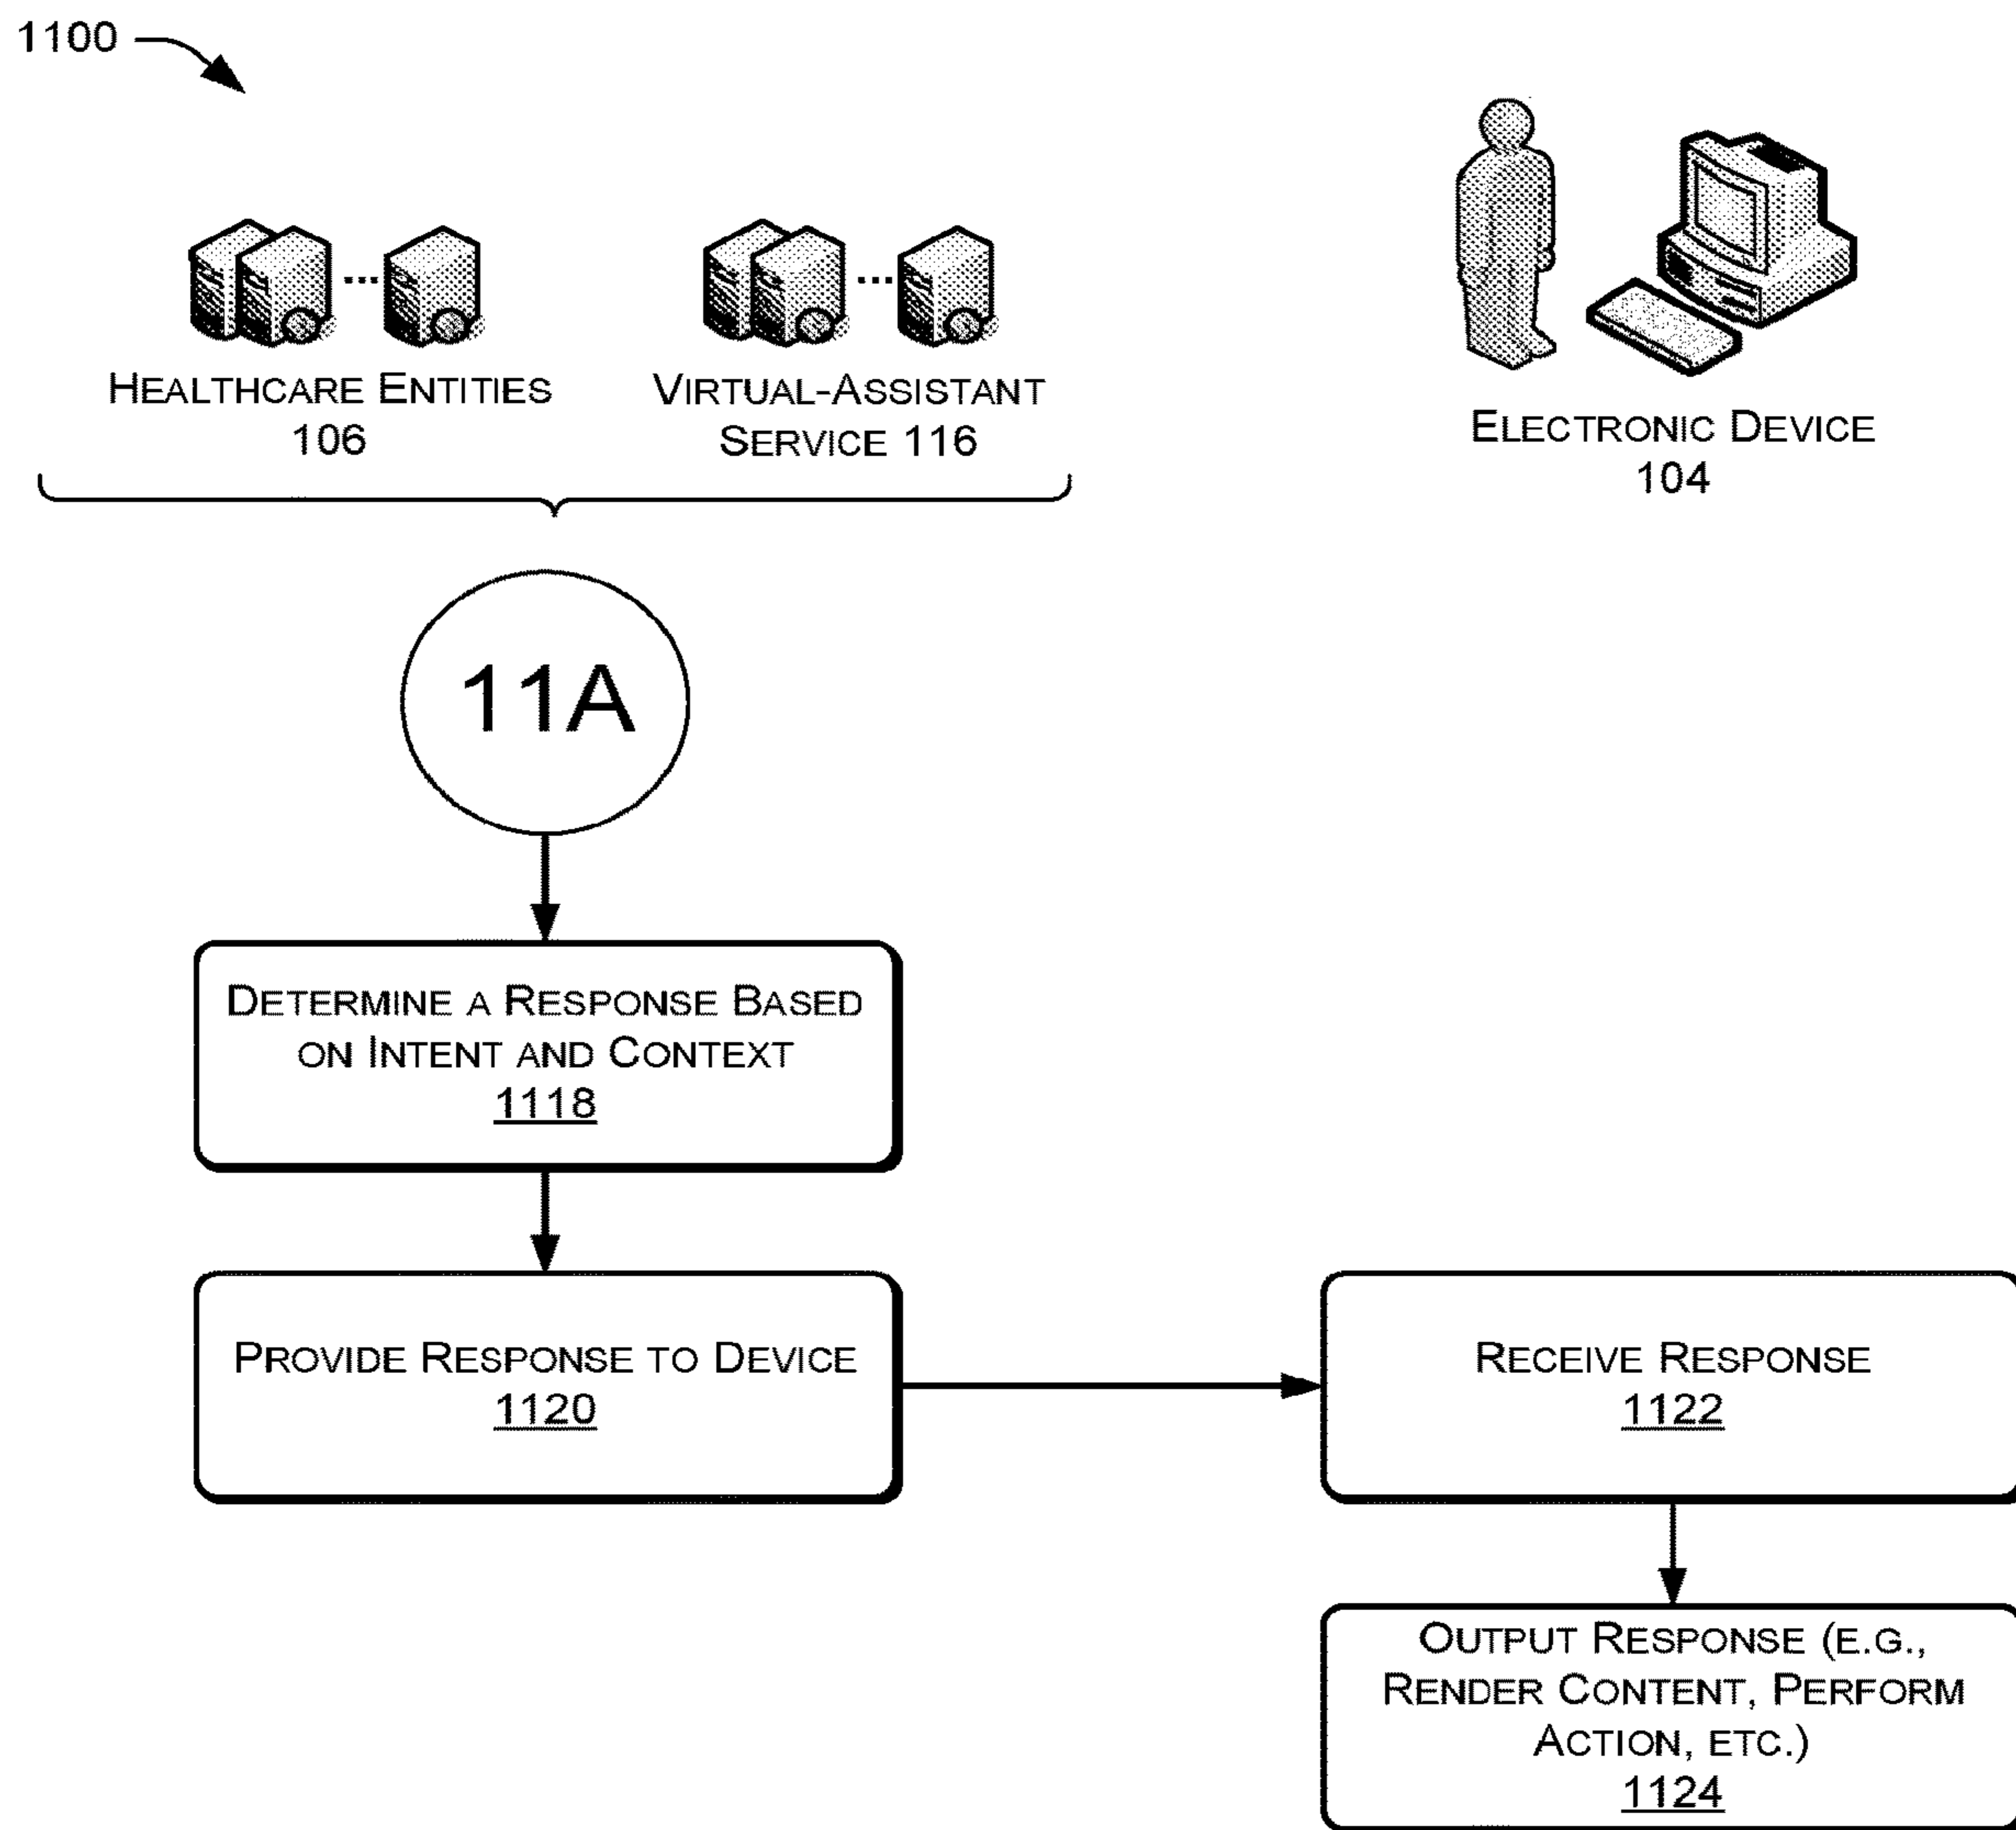 1100
HEALTHCARE ENTITIES
106
VIRTUAL-ASSISTANT
SERVICE 116
ELECTRONIC DEVICE
104
11A
DETERMINE A RESPONSE BASED
ON INTENT AND CONTEXT
1118
PROVIDE RESPONSE TO DEVICE
1120
RECEIVE RESPONSE
1122
OUTPUT RESPONSE (E.G.,
RENDER CONTENT, PERFORM
ACTION, ETC.)
1124